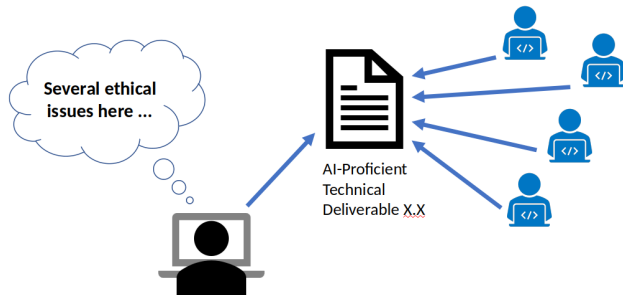 Several ethical
issues here ...
AI-Proficient
Technical
Deliverable X.X
</>
</>
</>
</>